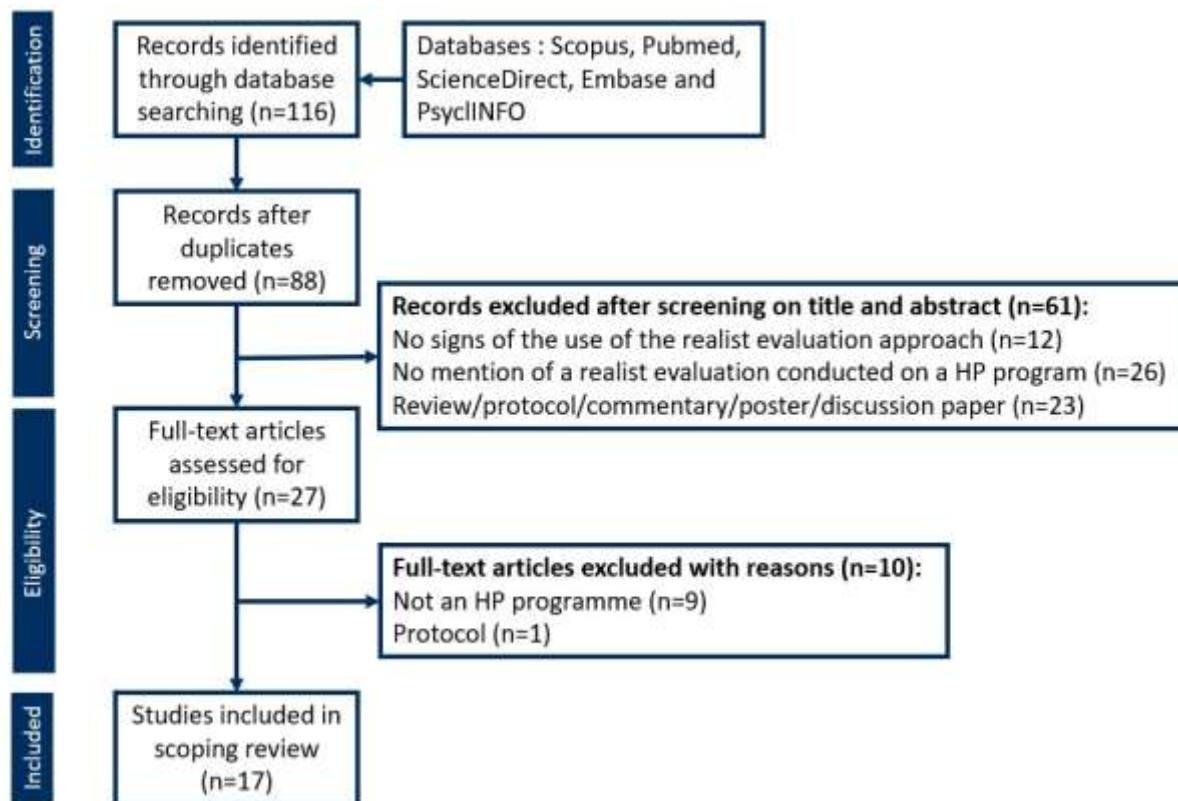 Identification
Records identified
through database
searching (n=116)
Databases : Scopus, Pubmed,
ScienceDirect, Embase and
PsyclINFO
Screening
Records after
duplicates
removed (n=88)
Records excluded after screening on title and abstract (n=61):
No signs of the use of the realist evaluation approach (n=12)
No mention of a realist evaluation conducted on a HP program (n=26)
Review/protocol/commentary/poster/discussion paper (n=23)
Eligibility
Full-text articles
assessed for
eligibility (n=27)
Full-text articles excluded with reasons (n=10):
Not an HP programme (n=9)
Protocol (n=1)
Included
Studies included in
scoping review
(n=17)